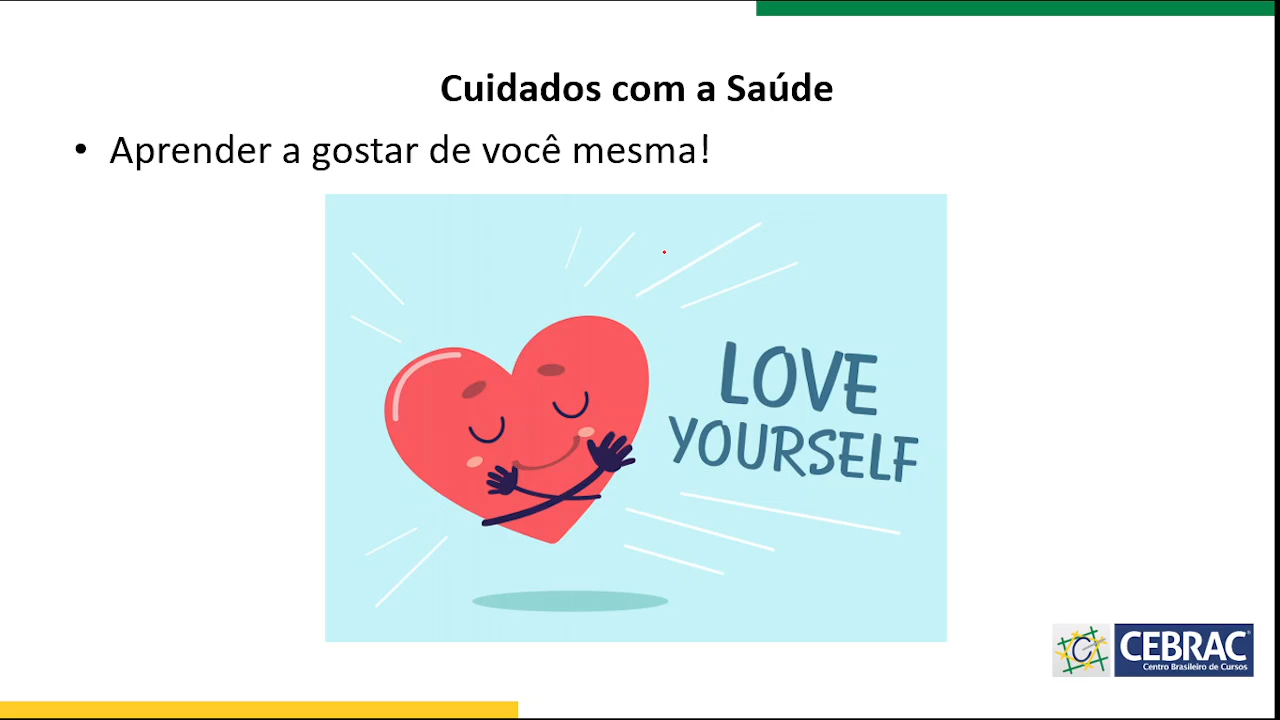 Cuidados com a Saúde
• Aprender a gostar de você mesma!
LOVE
YOURSELF
CEBRAC
Centro Brasileiro de Cursos